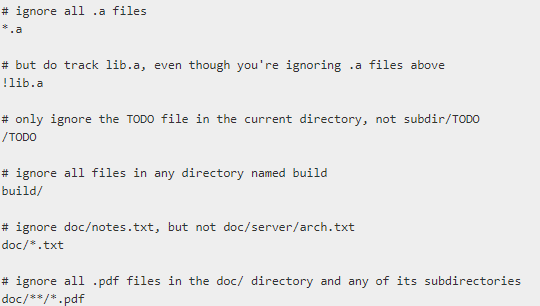 # ignore all .a files
*.a
# but do track lib.a, even though you're ignoring .a files above
!lib.a
# only ignore the TODO file in the current directory, not subdir/TODO
/TODO
# ignore all files in any directory named build
build/
# ignore doc/notes.txt, but not doc/server/arch.txt
doc/*.txt
# ignore all .pdf files in the doc/ directory and any of its subdirectories
doc/**/*.pdf